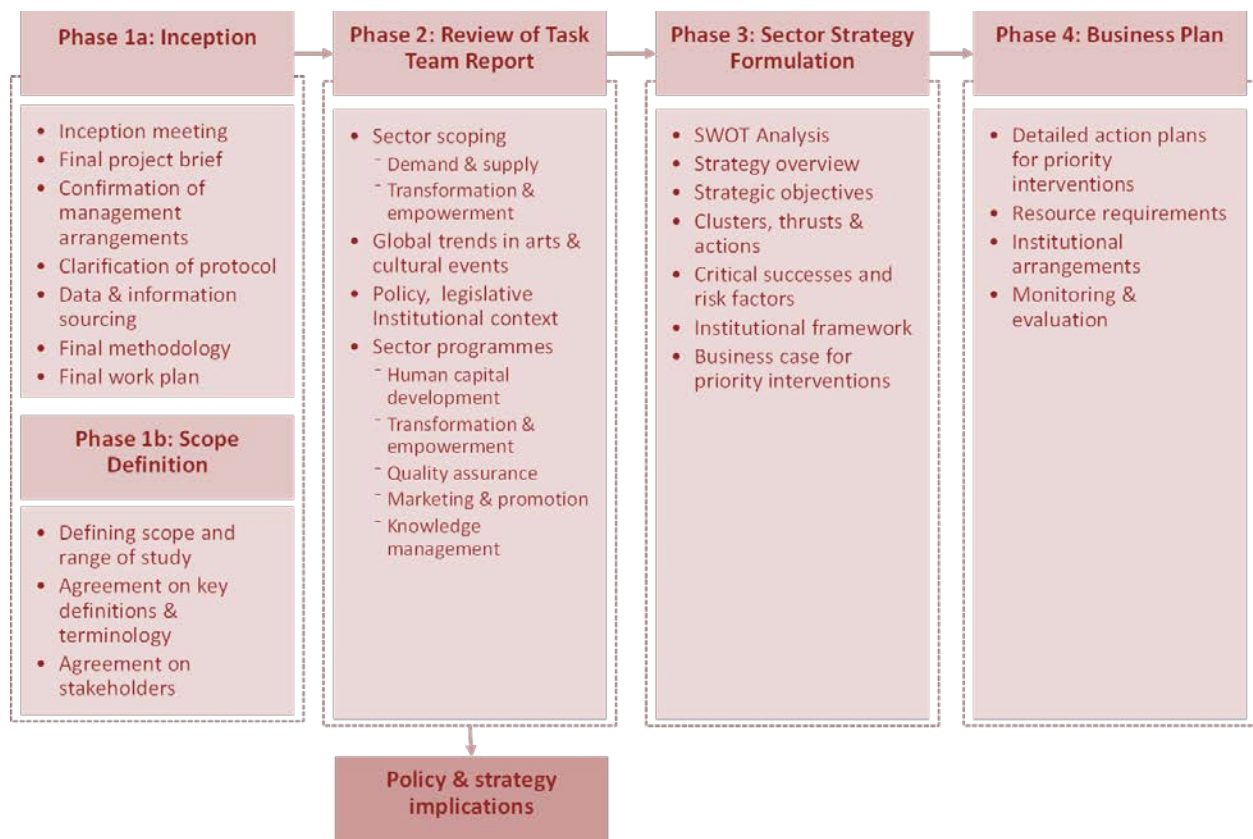 Phase 1a: Inception
• Inception meeting
• Final project brief
• Confirmation of
management
arrangements
• Clarification of protocol
• Data & information
sourcing
• Final methodology
• Final work plan
Phase 1b: Scope
Definition
• Defining scope and
range of study
• Agreement on key
definitions &
terminology
• Agreement on
stakeholders
Phase 2: Review of Task
Team Report
• Sector scoping
⁻ Demand & supply
⁻ Transformation &
empowerment
• Global trends in arts &
cultural events
• Policy, legislative
Institutional context
• Sector programmes
⁻ Human capital
development
⁻ Transformation &
empowerment
⁻ Quality assurance
⁻ Marketing & promotion
⁻ Knowledge
management
Policy & strategy
implications
Phase 3: Sector Strategy
Formulation
• SWOT Analysis
• Strategy overview
• Strategic objectives
• Clusters, thrusts &
actions
• Critical successes and
risk factors
• Institutional framework
• Business case for
priority interventions
Phase 4: Business Plan
• Detailed action plans
for priority
interventions
• Resource requirements
• Institutional
arrangements
• Monitoring &
evaluation